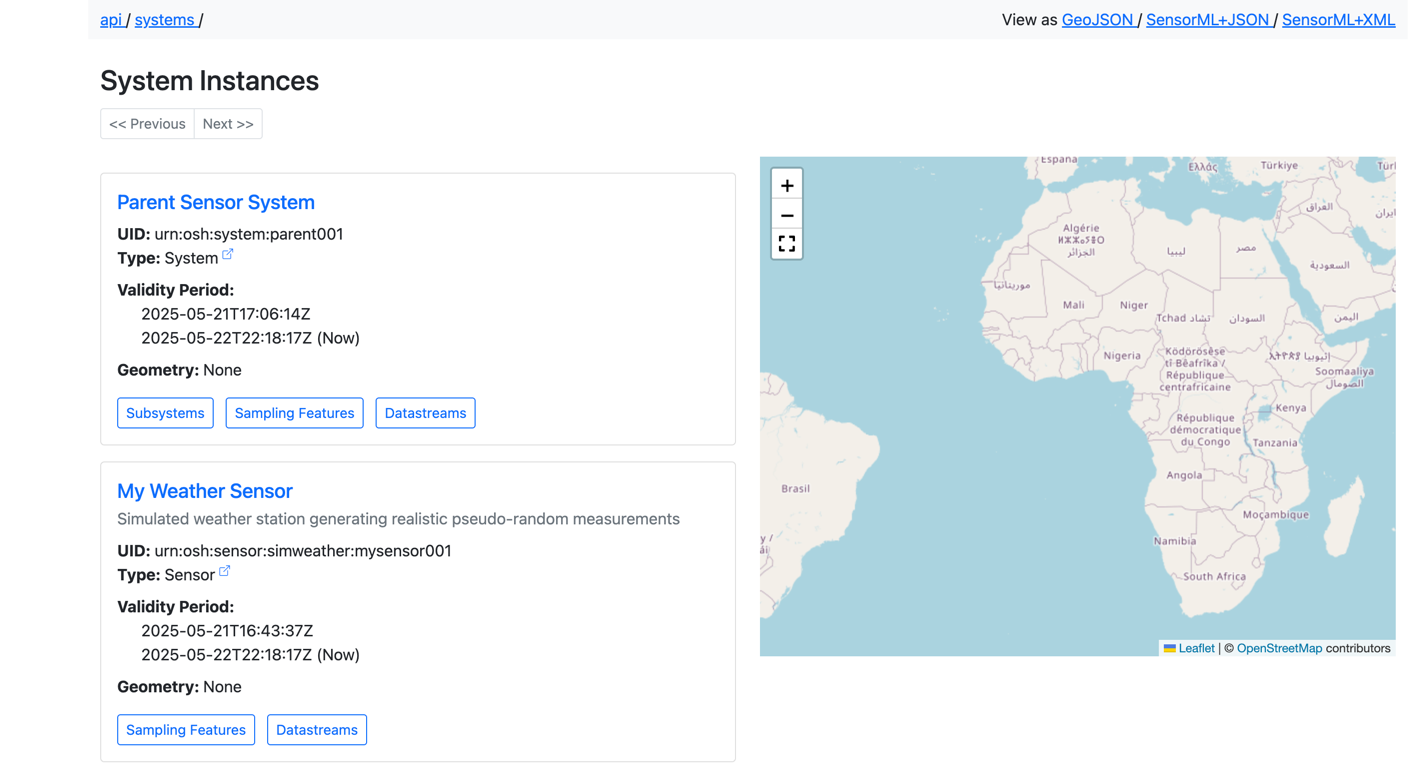 api / systems /
View as GeoJSON / SensorML+JSON / SensorML+XML
System Instances
<< Previous
Next >>
Parent Sensor System
UID: urn:osh:system:parent001
Type: System
Validity Period:
2025-05-21T17:06:14Z
2025-05-22T22:18:17Z (Now)
Geometry: None
Subsystems
Sampling Features
Datastreams
My Weather Sensor
Simulated weather station generating realistic pseudo-random measurements
UID: urn:osh:sensor:simweather:mysensor001
Type: Sensor
Validity Period:
2025-05-21T16:43:37Z
2025-05-22T22:18:17Z (Now)
Geometry: None
Sampling Features
Datastreams
+
−
España
Ελλάς
Türkiye
العراق
Algérie
ⵍⵣⵣⴰⵢⴻⵔ
الجزائر
ليبيا
مصر
السعودية
موريتانيا
Mali
Niger
Tchad تشاد
السودان
اليمن
Nigeria
Ködörösêse
tî Bêafrîka /
République
centrafricaine
ኢትዮጵያ إثيوبيا
Soomaaliya
الصومال
République
démocratique
du Congo
Kenya
Tanzania
Angola
Brasil
Moçambique
Namibia
South Africa
Leaflet | © OpenStreetMap contributors